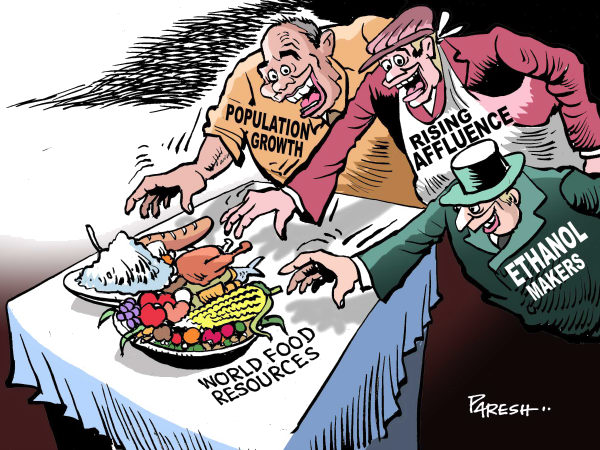 POPULATION
GROWTH
RISING
AFFLUENCE
ETHANOL
MAKERS
WORLD FOOD
RESOURCES
PARESH..